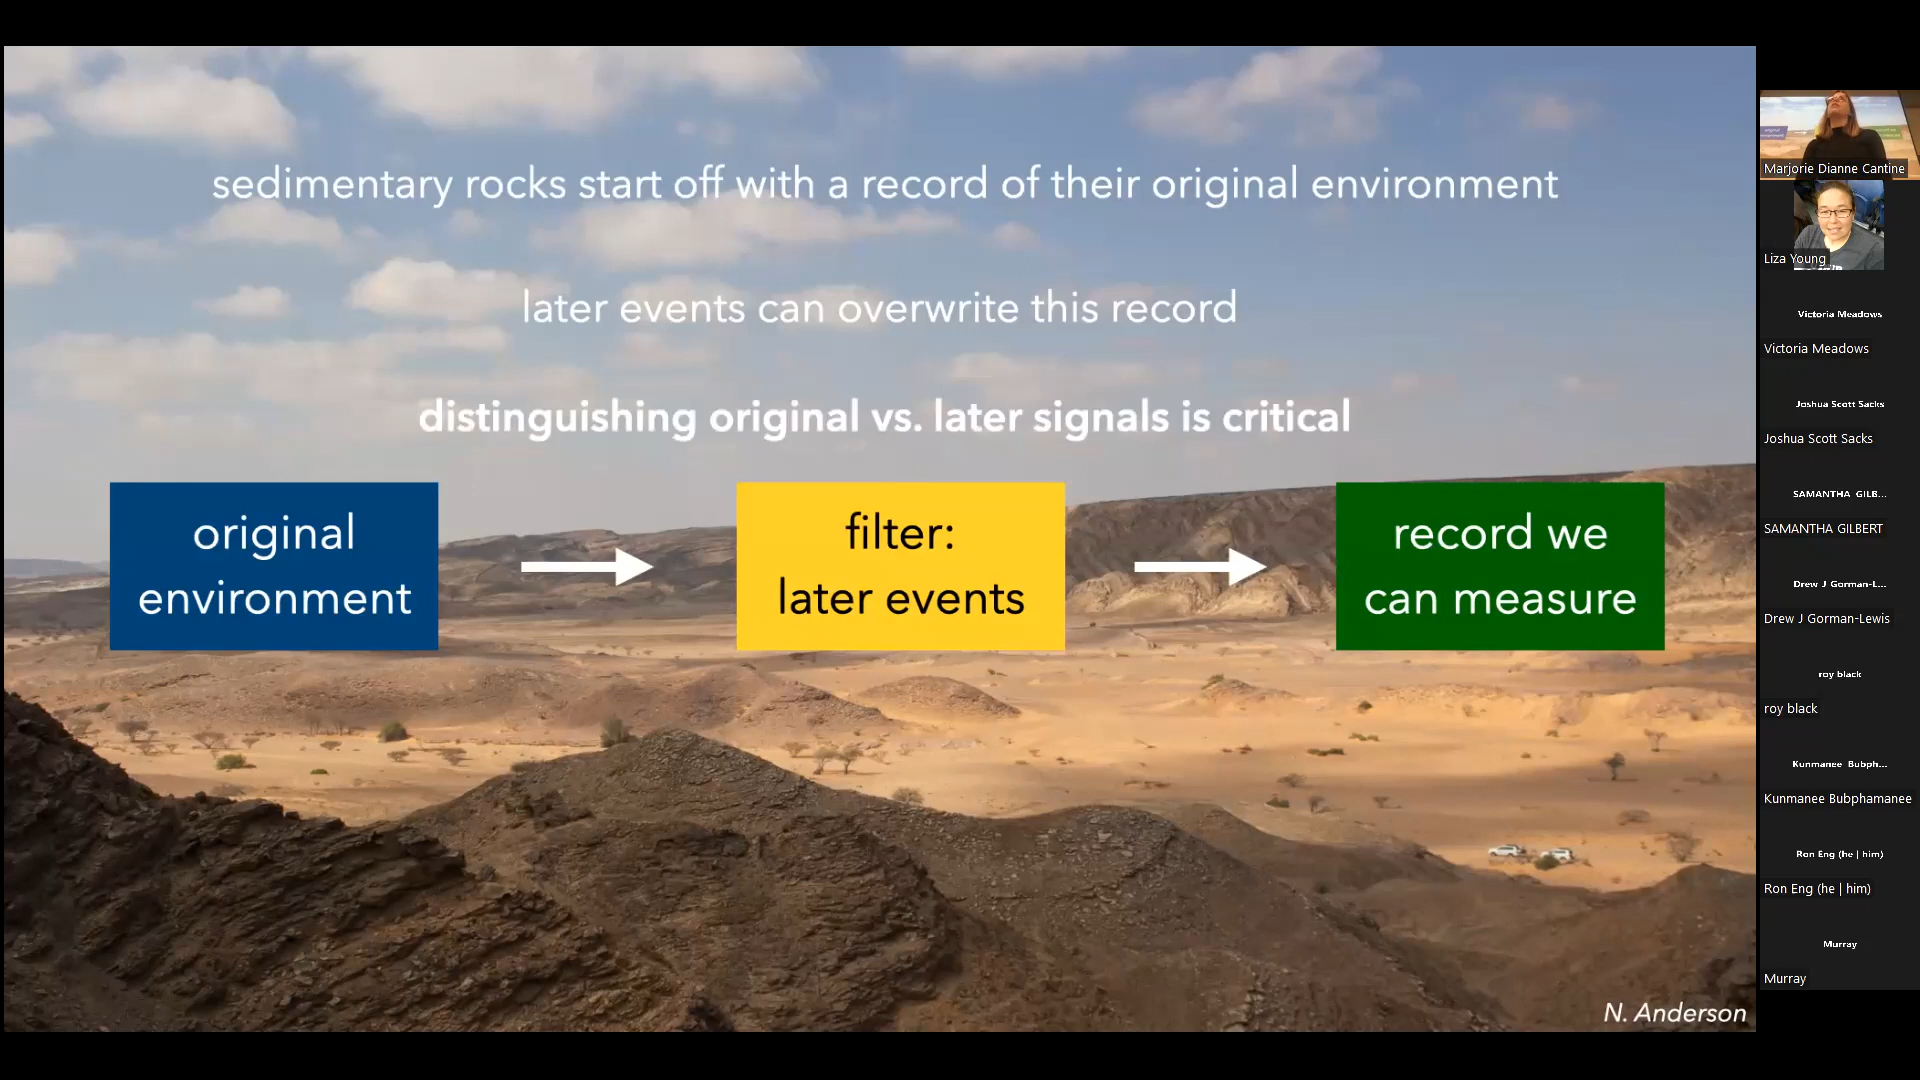 sedimentary rocks start off with a record of their original environment
later events can overwrite this record
distinguishing original vs. later signals is critical
original
environment
filter:
later events
record we
can measure
N. Anderson
Marjorie Dianne Cantine
Liza Young
Victoria Meadows
Victoria Meadows
Joshua Scott Sacks
Joshua Scott Sacks
SAMANTHA GILB...
SAMANTHA GILBERT
Drew J Gorman-L...
Drew J Gorman-Lewis
roy black
roy black
Kunmanee Bubph...
Kunmanee Bubphamanee
Ron Eng (he | him)
Ron Eng (he | him)
Murray
Murray